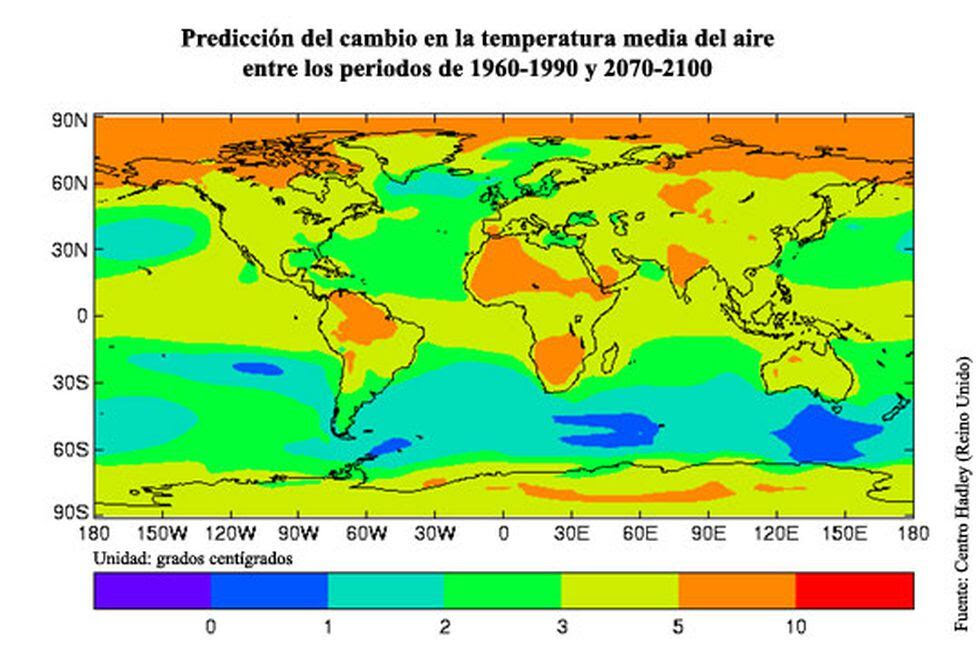 Predicción del cambio en la temperatura media del aire
entre los periodos de 1960-1990 y 2070-2100
90N
60N
30N
0
30S
60S
90S
180 150W 120W 90W 60W 30W 0 30E 60E 90E 120E 150E 180
Unidad: grados centígrados
0 1 2 3 5 10
Fuente: Centro Hadley (Reino Unido)